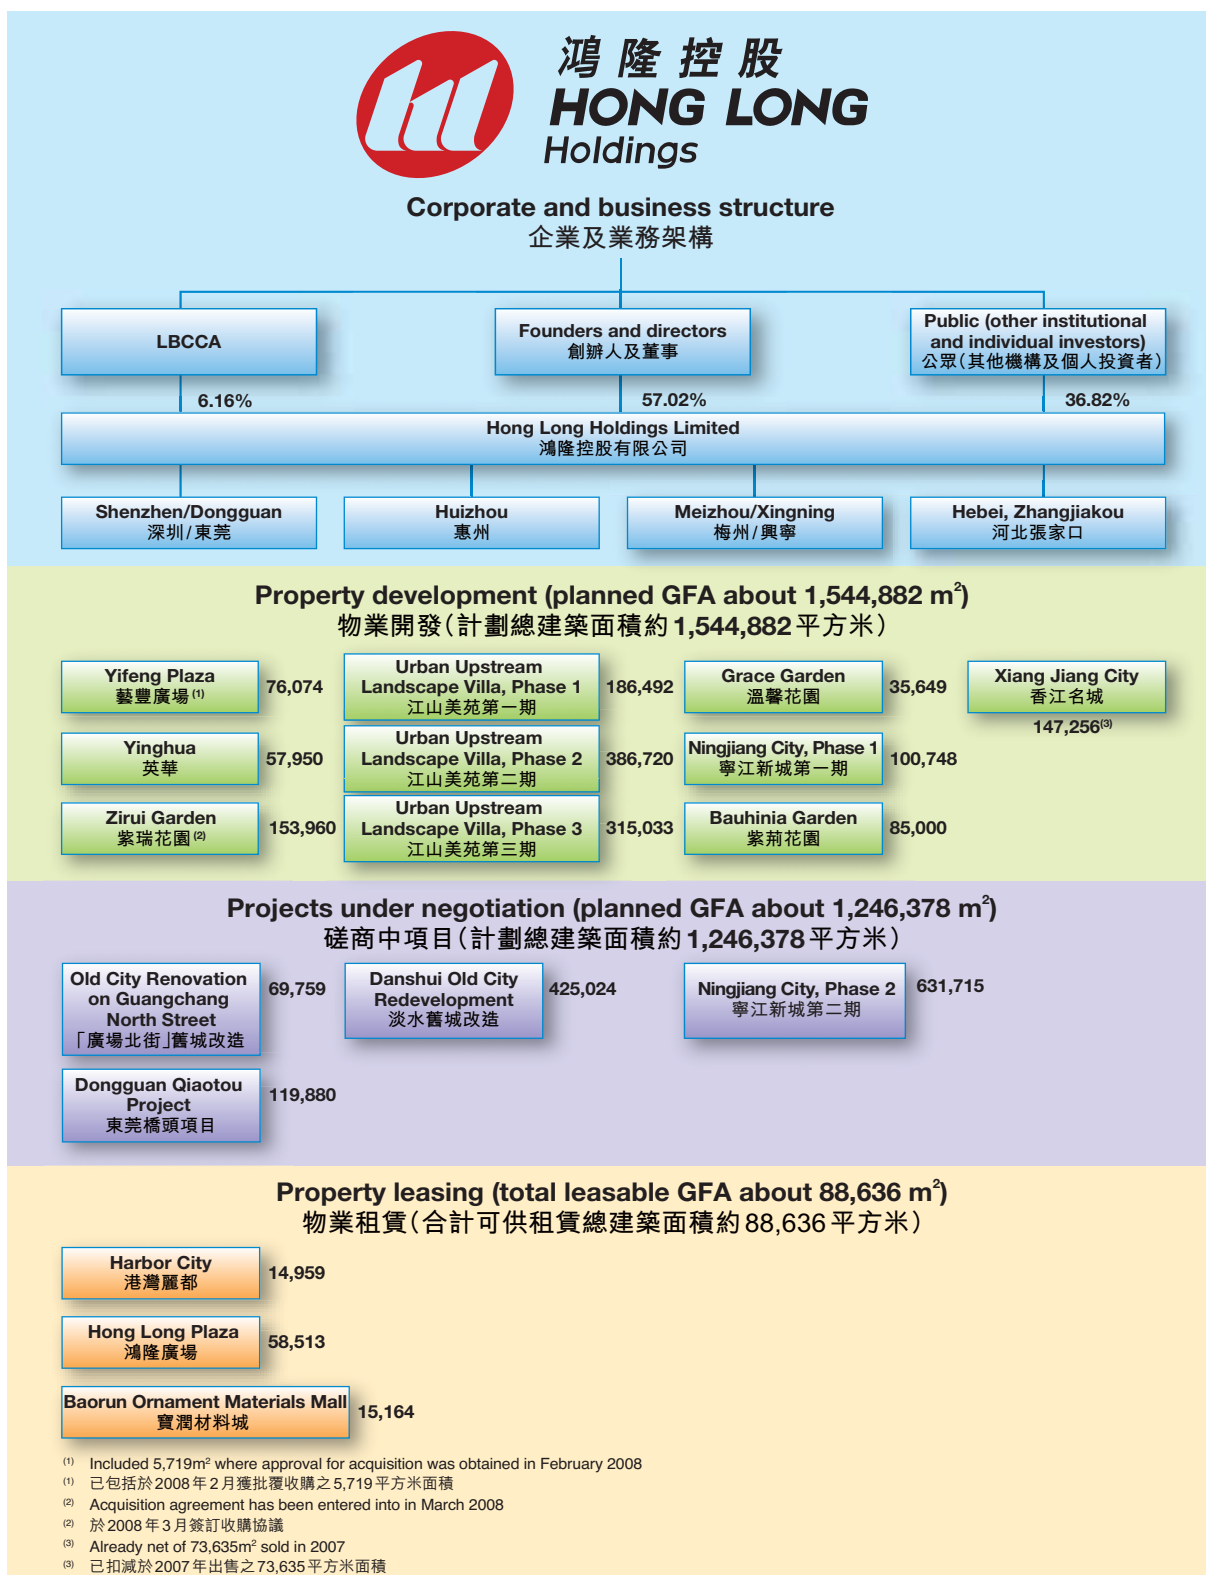 鴻隆控股
HONG LONG
Holdings
Corporate and business structure
企業及業務架構
LBCCA
Founders and directors
創辦人及董事
Public (other institutional
and individual investors)
公眾(其他機構及個人投資者)
6.16%
57.02%
36.82%
Hong Long Holdings Limited
鴻隆控股有限公司
Shenzhen/Dongguan
深圳/東莞
Huizhou
惠州
Meizhou/Xingning
梅州/興寧
Hebei, Zhangjiakou
河北張家口
Property development (planned GFA about 1,544,882 m²)
物業開發(計劃總建築面積約1,544,882平方米)
Yifeng Plaza
藝豐廣場(1)
76,074
Urban Upstream
Landscape Villa, Phase 1
江山美苑第一期
186,492
Grace Garden
溫馨花園
35,649
Xiang Jiang City
香江名城
147,256(3)
Yinghua
英華
57,950
Urban Upstream
Landscape Villa, Phase 2
江山美苑第二期
386,720
Ningjiang City, Phase 1
寧江新城第一期
100,748
Zirui Garden
紫瑞花園(2)
153,960
Urban Upstream
Landscape Villa, Phase 3
江山美苑第三期
315,033
Bauhinia Garden
紫荊花園
85,000
Projects under negotiation (planned GFA about 1,246,378 m²)
磋商中項目(計劃總建築面積約1,246,378平方米)
Old City Renovation
on Guangchang
North Street
「廣場北街」舊城改造
69,759
Danshui Old City
Redevelopment
淡水舊城改造
425,024
Ningjiang City, Phase 2
寧江新城第二期
631,715
Dongguan Qiaotou
Project
東莞橋頭項目
119,880
Property leasing (total leasable GFA about 88,636 m²)
物業租賃(合計可供租賃總建築面積約88,636平方米)
Harbor City
港灣麗都
14,959
Hong Long Plaza
鴻隆廣場
58,513
Baorun Ornament Materials Mall
寶潤材料城
15,164
(1) Included 5,719m² where approval for acquisition was obtained in February 2008
(1) 已包括於2008年2月獲批覆收購之5,719平方米面積
(2) Acquisition agreement has been entered into in March 2008
(2) 於2008年3月簽訂收購協議
(3) Already net of 73,635m² sold in 2007
(3) 已扣減於2007年出售之73,635平方米面積